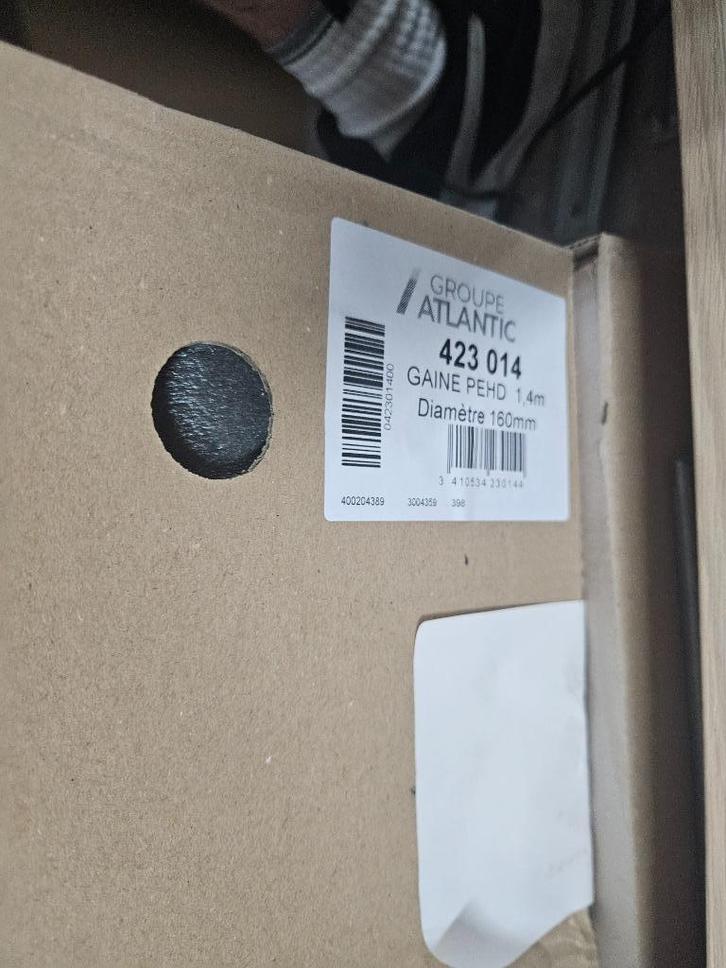 GROUPE
ATLANTIC
423 014
GAINE PEHD 1,4m
Diamètre 160mm
042301400
3 410534 230144
400204389 3004359 398